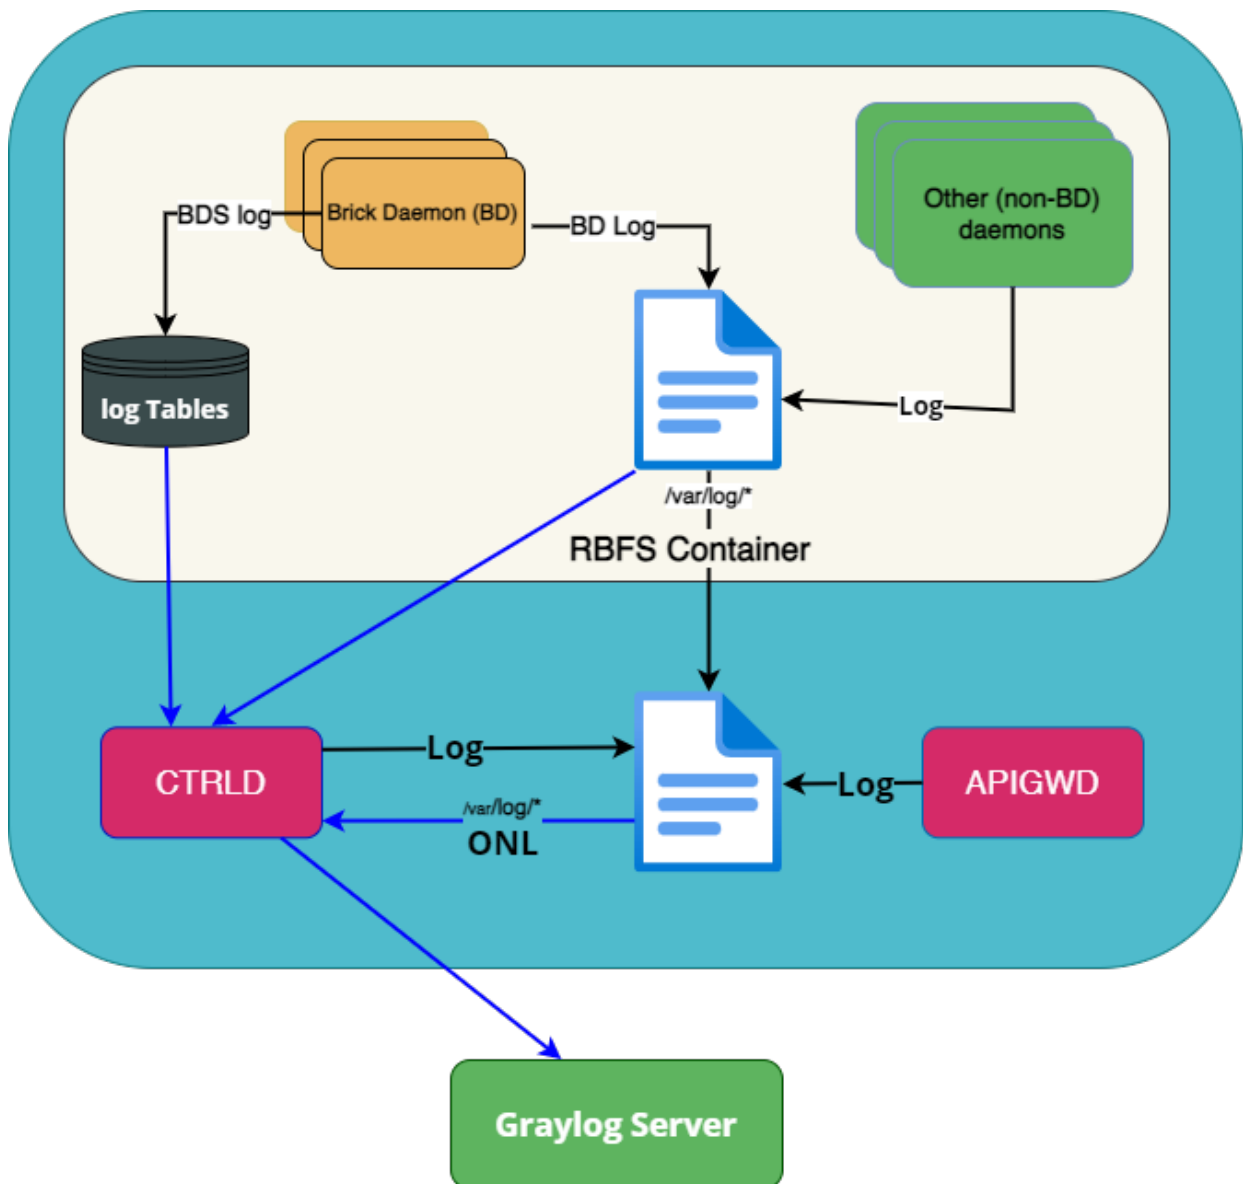 Other (non-BD)
daemons
BDS log
Brick Daemon (BD)
BD Log
log Tables
Log
/var/log/*
RBFS Container
CTRLD
Log
/var/log/*
ONL
Log
APIGWD
Graylog Server